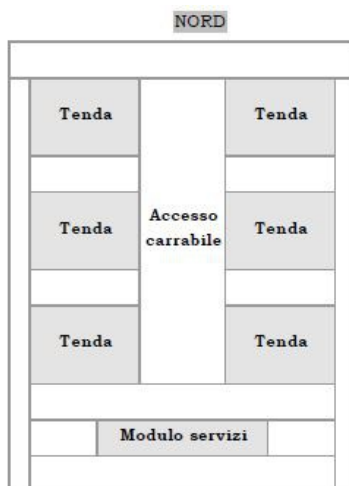 NORD
Tenda
Tenda
Tenda
Accesso
carrabile
Tenda
Tenda
Tenda
Modulo servizi